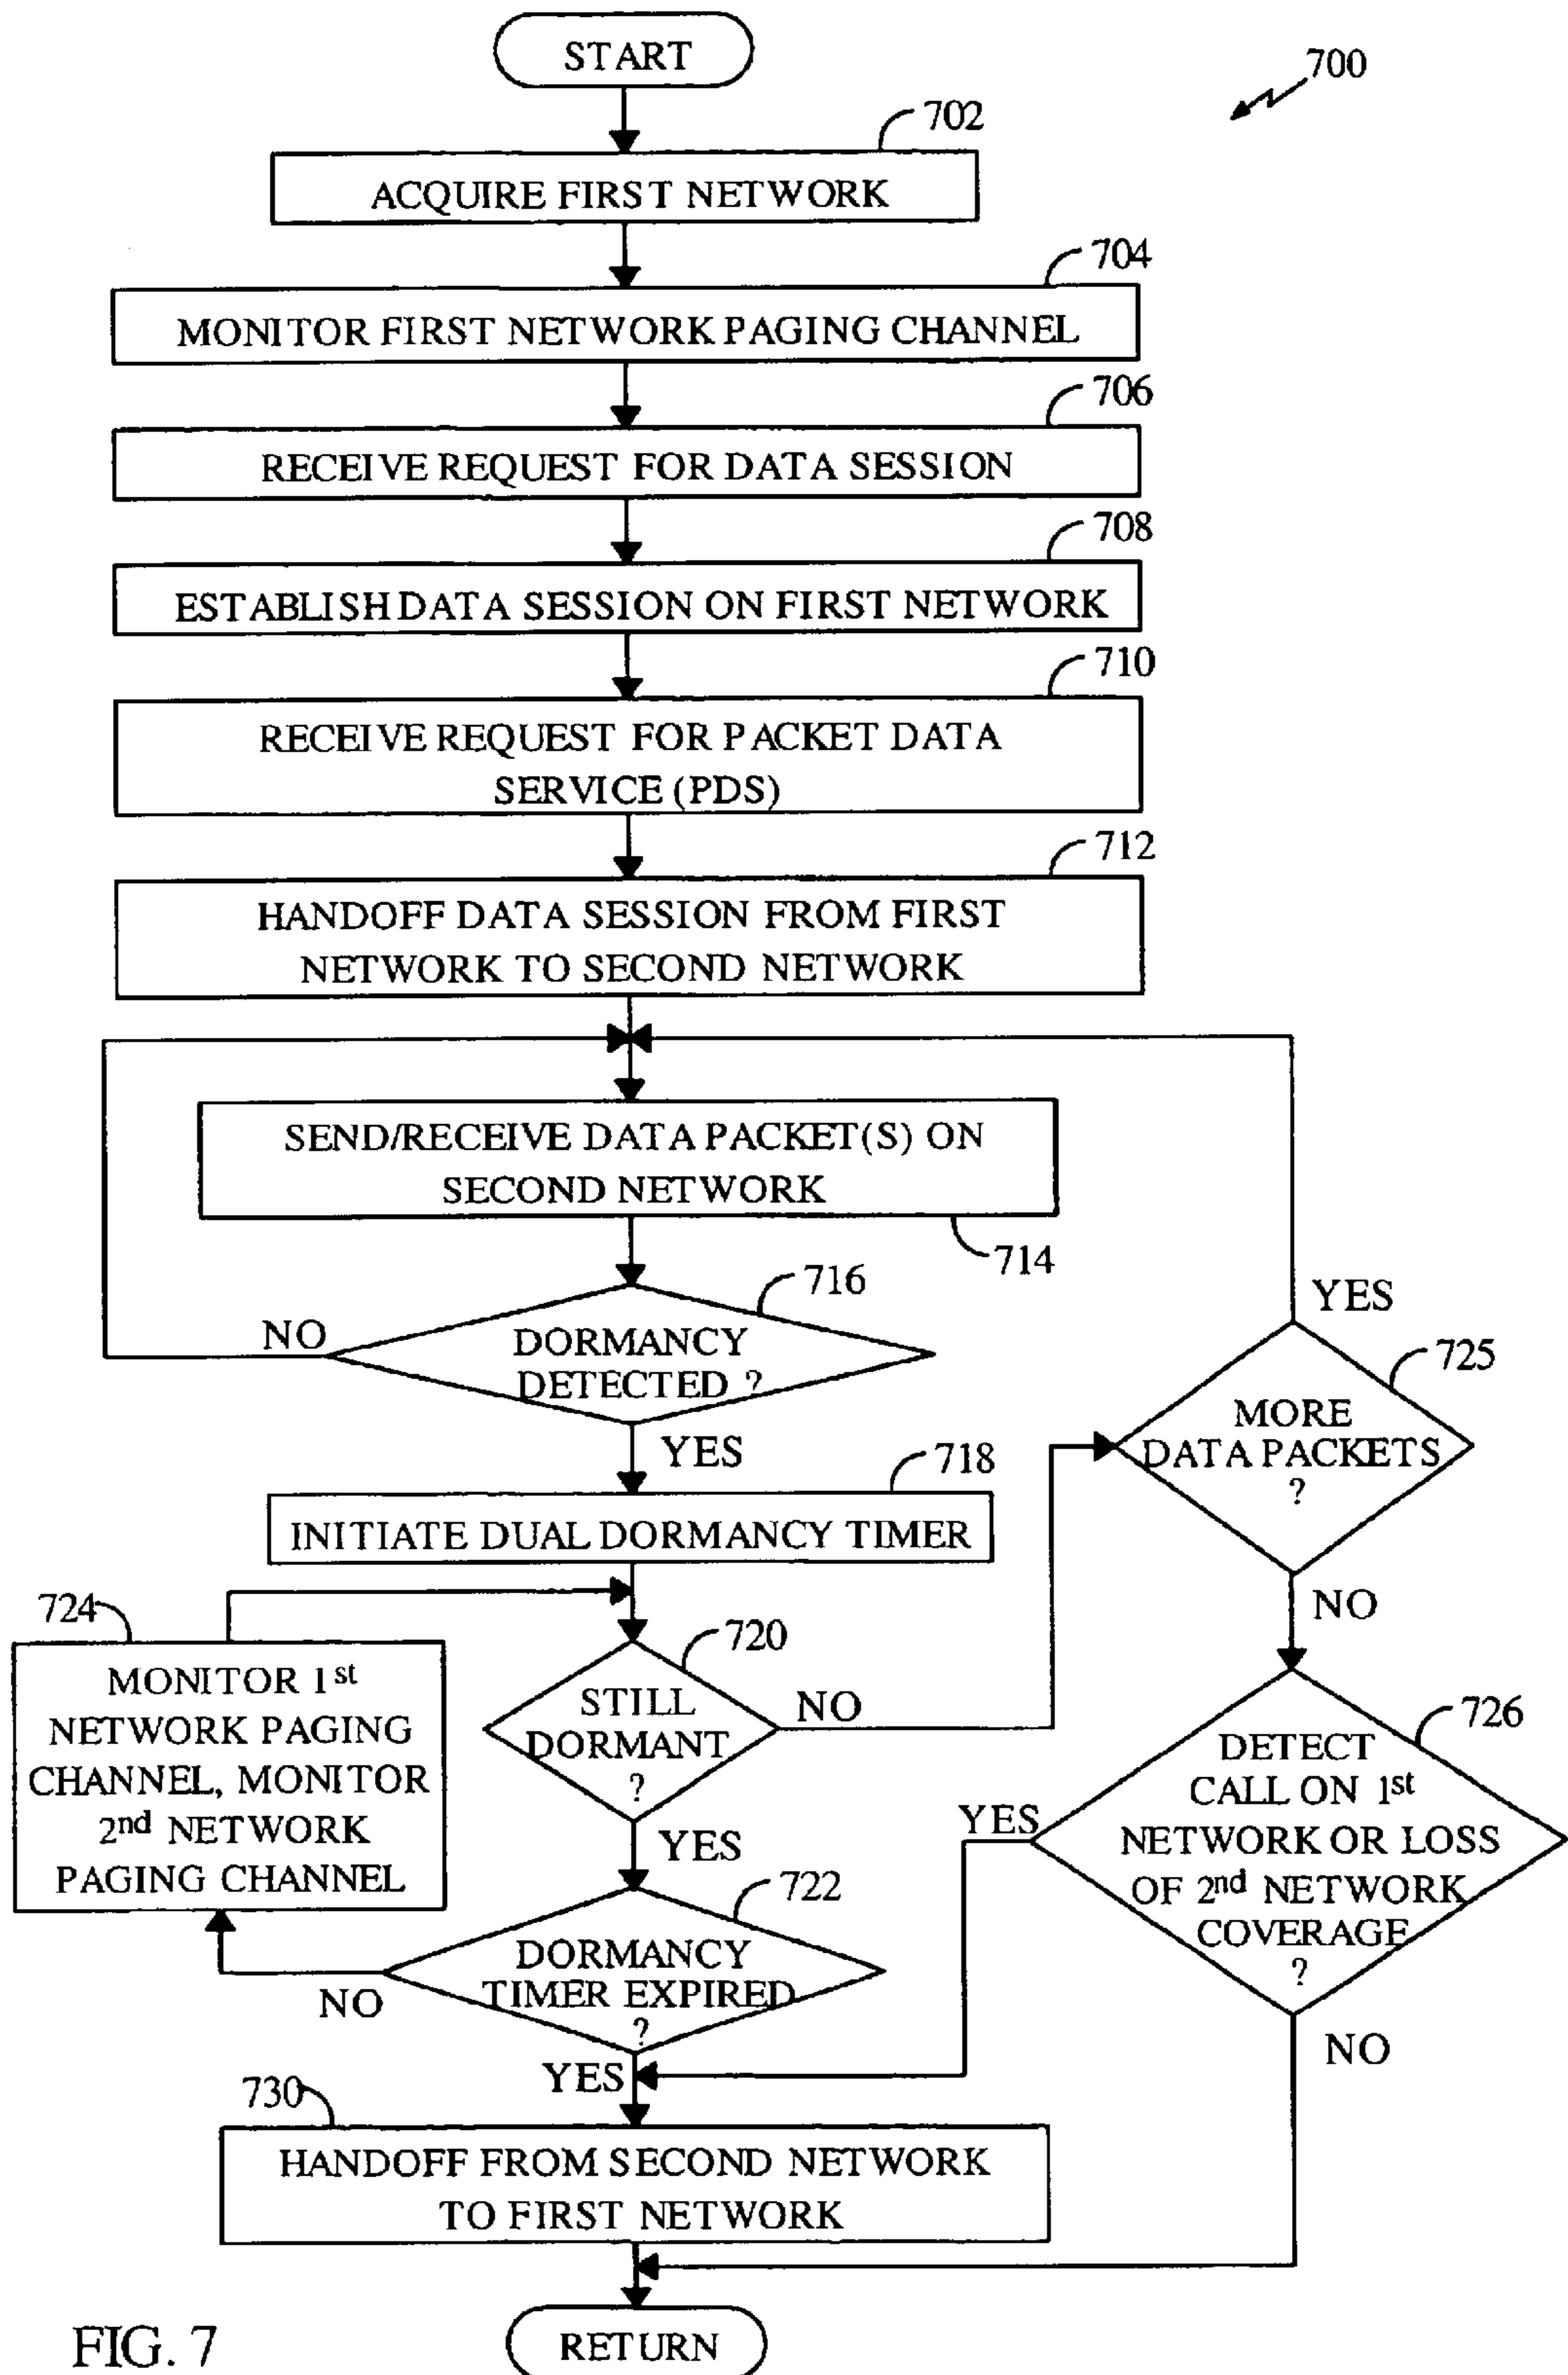 START
700
702
ACQUIRE FIRST NETWORK
704
MONITOR FIRST NETWORK PAGING CHANNEL
706
RECEIVE REQUEST FOR DATA SESSION
708
ESTABLISH DATA SESSION ON FIRST NETWORK
710
RECEIVE REQUEST FOR PACKET DATA
SERVICE (PDS)
712
HANDOFF DATA SESSION FROM FIRST
NETWORK TO SECOND NETWORK
SEND/RECEIVE DATA PACKET(S) ON
SECOND NETWORK
714
716
DORMANCY
DETECTED ?
NO
YES
718
INITIATE DUAL DORMANCY TIMER
720
STILL
DORMANT
?
NO
YES
722
DORMANCY
TIMER EXPIRED
?
NO
YES
724
MONITOR 1st
NETWORK PAGING
CHANNEL, MONITOR
2nd NETWORK
PAGING CHANNEL
YES
725
MORE
DATA PACKETS
?
NO
726
DETECT
CALL ON 1st
NETWORK OR LOSS
OF 2nd NETWORK
COVERAGE
?
YES
NO
730
HANDOFF FROM SECOND NETWORK
TO FIRST NETWORK
RETURN
FIG. 7